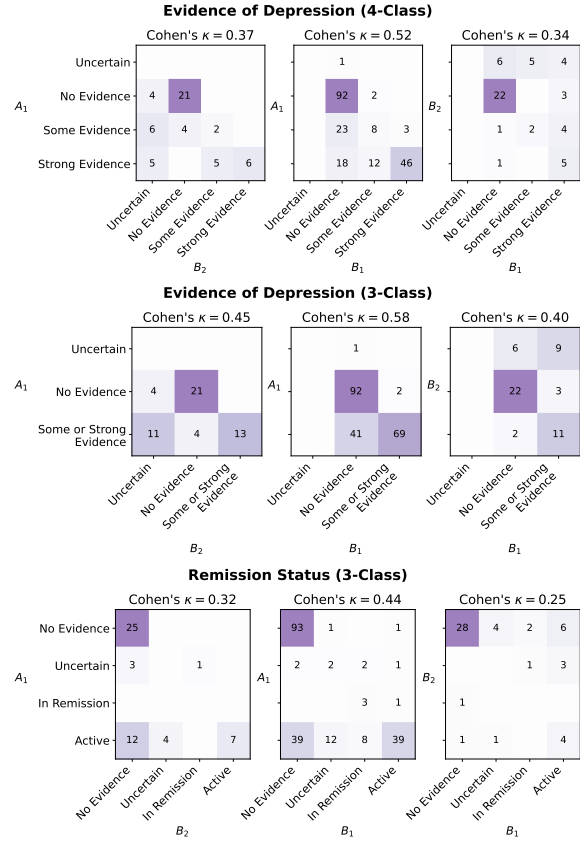 Evidence of Depression (4-Class)
Cohen's κ = 0.37 Cohen's κ = 0.52 Cohen's κ = 0.34
Uncertain 1 6 5 4
A1 No Evidence 4 21 A1 92 2 B2 22 3
Some Evidence 6 4 2 23 8 3 1 2 4
Strong Evidence 5 5 6 18 12 46 1 5
Uncertain No Evidence Some Evidence Strong Evidence Uncertain No Evidence Some Evidence Strong Evidence Uncertain No Evidence Some Evidence Strong Evidence
B2 B1 B1
Evidence of Depression (3-Class)
Cohen's κ = 0.45 Cohen's κ = 0.58 Cohen's κ = 0.40
Uncertain 1 6 9
A1 No Evidence 4 21 A1 92 2 B2 22 3
Some or Strong
Evidence 11 4 13 41 69 2 11
Uncertain No Evidence Some or Strong Evidence Uncertain No Evidence Some or Strong Evidence Uncertain No Evidence Some or Strong Evidence
B2 B1 B1
Remission Status (3-Class)
Cohen's κ = 0.32 Cohen's κ = 0.44 Cohen's κ = 0.25
No Evidence 25 93 1 1 28 4 2 6
A1 Uncertain 3 1 A1 2 2 2 1 B2 1 3
In Remission 3 1 1
Active 12 4 7 39 12 8 39 1 1 4
No Evidence Uncertain In Remission Active No Evidence Uncertain In Remission Active No Evidence Uncertain In Remission Active
B2 B1 B1